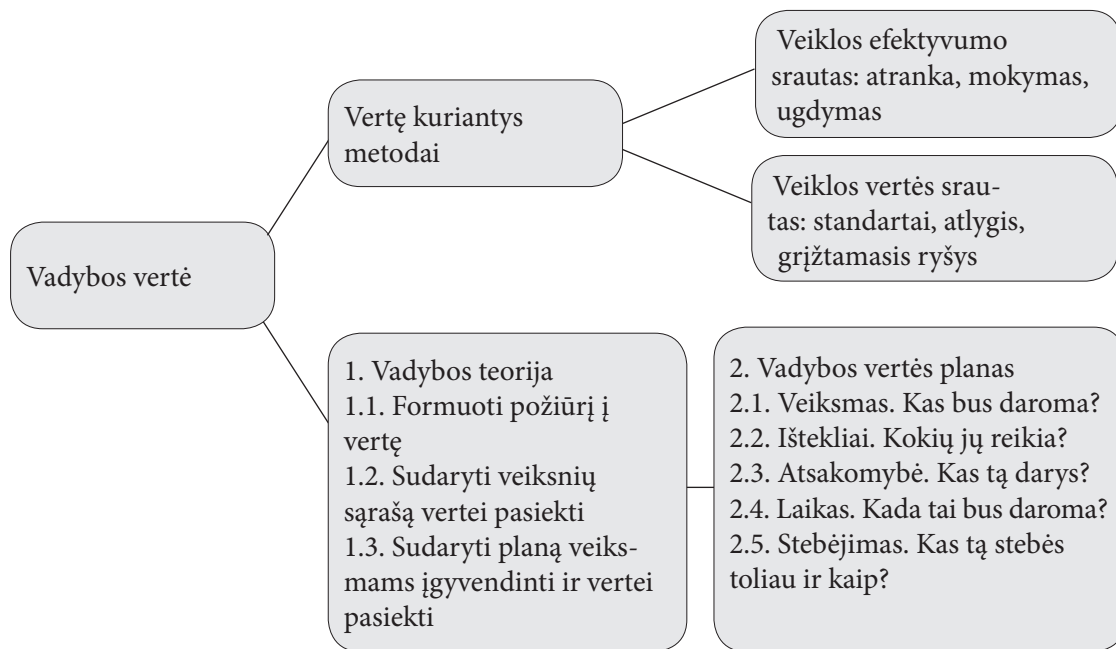 Vadybos vertė
Vertę kuriantys
metodai
Veiklos efektyvumo
srautas: atranka, mokymas,
ugdymas
Veiklos vertės srau-
tas: standartai, atlygis,
grįžtamasis ryšys
1. Vadybos teorija
1.1. Formuoti požiūrį į
vertę
1.2. Sudaryti veiksnių
sąrašą vertei pasiekti
1.3. Sudaryti planą veiks-
mams įgyvendinti ir vertei
pasiekti
2. Vadybos vertės planas
2.1. Veiksmas. Kas bus daroma?
2.2. Ištekliai. Kokių jų reikia?
2.3. Atsakomybė. Kas tą darys?
2.4. Laikas. Kada tai bus daroma?
2.5. Stebėjimas. Kas tą stebės
toliau ir kaip?